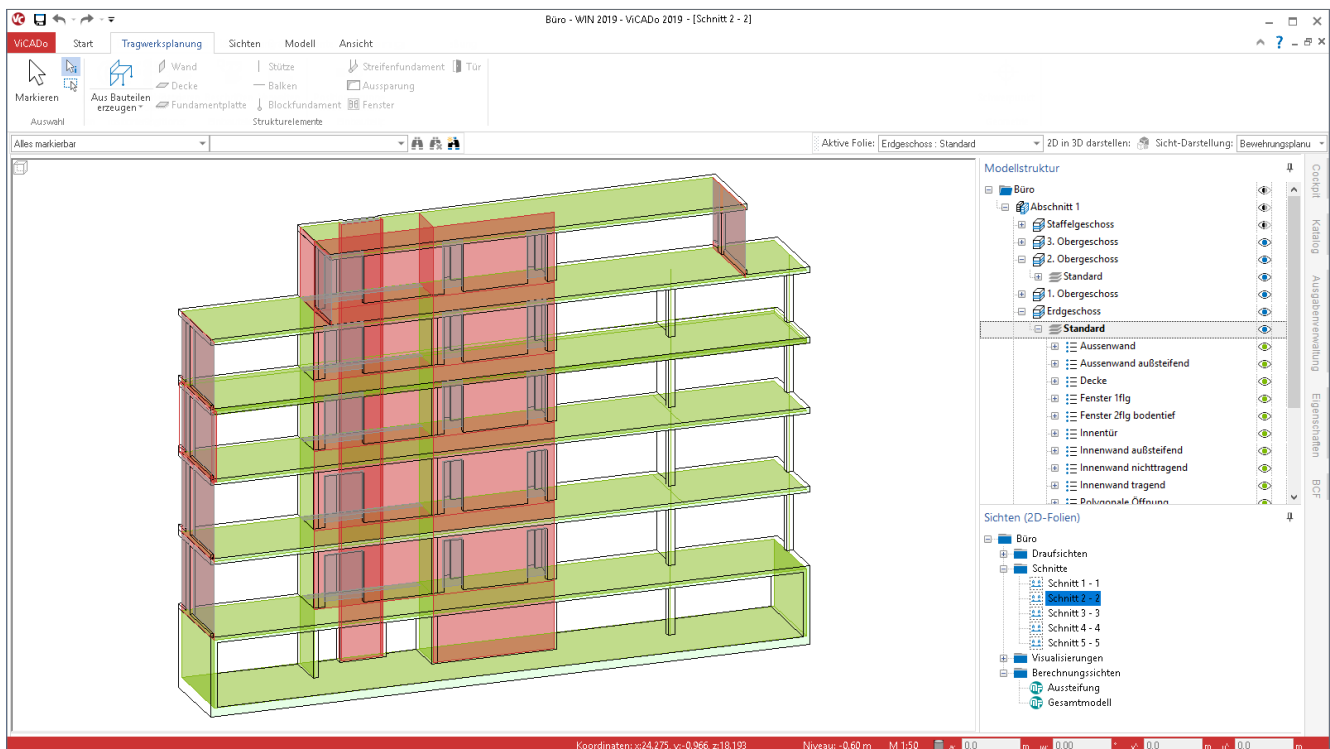 Büro - WIN 2019 - ViCADo 2019 - [Schnitt 2 - 2]
ViCADo Start Tragwerksplanung Sichten Modell Ansicht
Markieren
Auswahl
Aus Bauteilen
erzeugen
Wand
Decke
Fundamentplatte
Stütze
Balken
Blockfundament
Streifenfundament
Aussparung
Fenster
Tür
Strukturelemente
Alles markierbar
Aktive Folie: Erdgeschoss : Standard
2D in 3D darstellen:
Sicht-Darstellung: Bewehrungsplanu
Modellstruktur
Büro
Abschnitt 1
Staffelgeschoss
3. Obergeschoss
2. Obergeschoss
Standard
1. Obergeschoss
Erdgeschoss
Standard
Aussenwand
Aussenwand außsteifend
Decke
Fenster 1flg
Fenster 2flg bodentief
Innentür
Innenwand außsteifend
Innenwand nichttragend
Innenwand tragend
Polygonale Öffnung
Cockpit
Katalog
Ausgabenverwaltung
Eigenschaften
BCF
Sichten (2D-Folien)
Büro
Draufsichten
Schnitte
Schnitt 1 - 1
Schnitt 2 - 2
Schnitt 3 - 3
Schnitt 4 - 4
Schnitt 5 - 5
Visualisierungen
Berechnungssichten
Aussteifung
Gesamtmodell
Koordinaten: x:24,275, y:-0,966, z:18,193 Niveau: -0,60 m M 1:50 0,0 m w: 0,00 ° 0,0 m 0,0 m